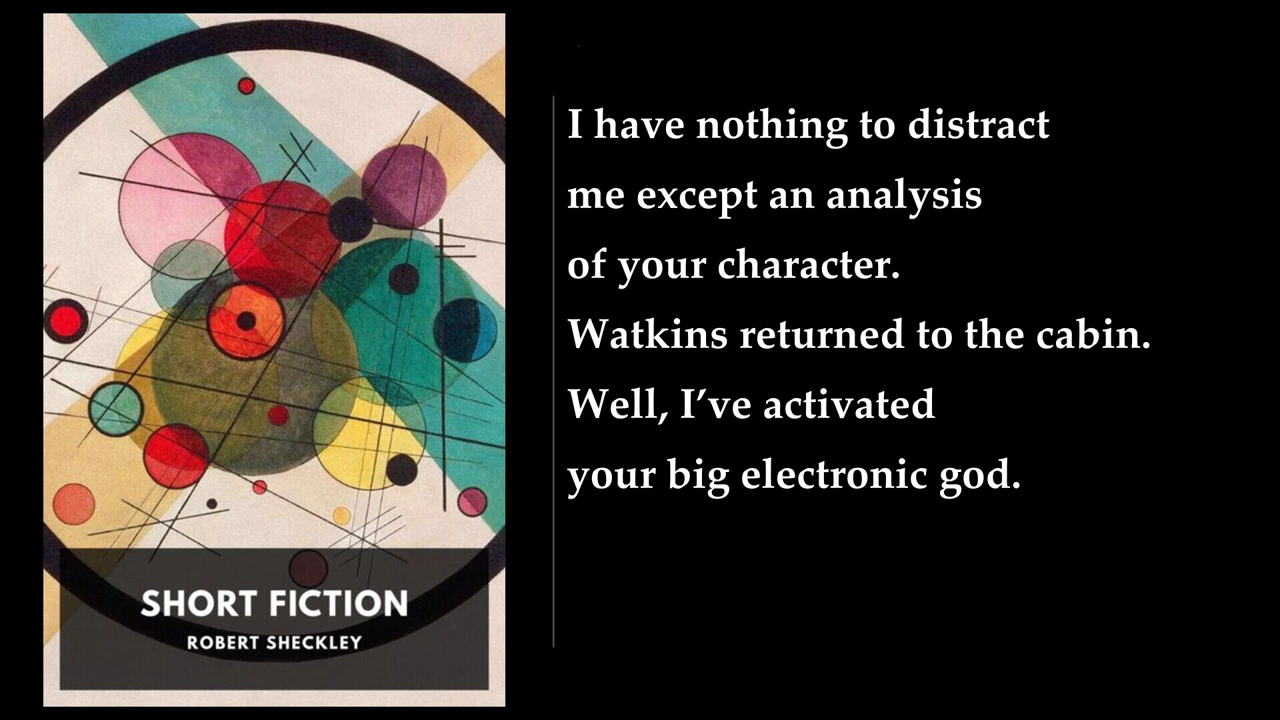 SHORT FICTION
ROBERT SHECKLEY
I have nothing to distract
me except an analysis
of your character.
Watkins returned to the cabin.
Well, I’ve activated
your big electronic god.